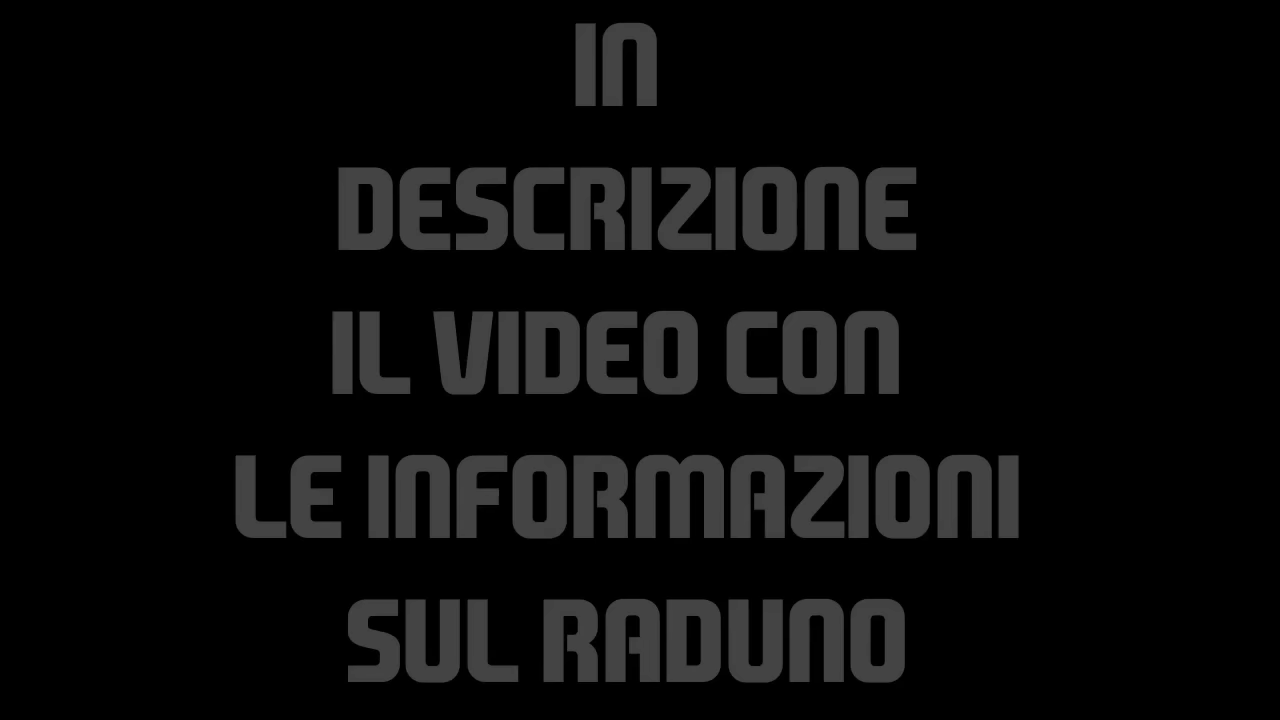 IN
DESCRIZIONE
IL VIDEO CON
LE INFORMAZIONI
SUL RADUNO